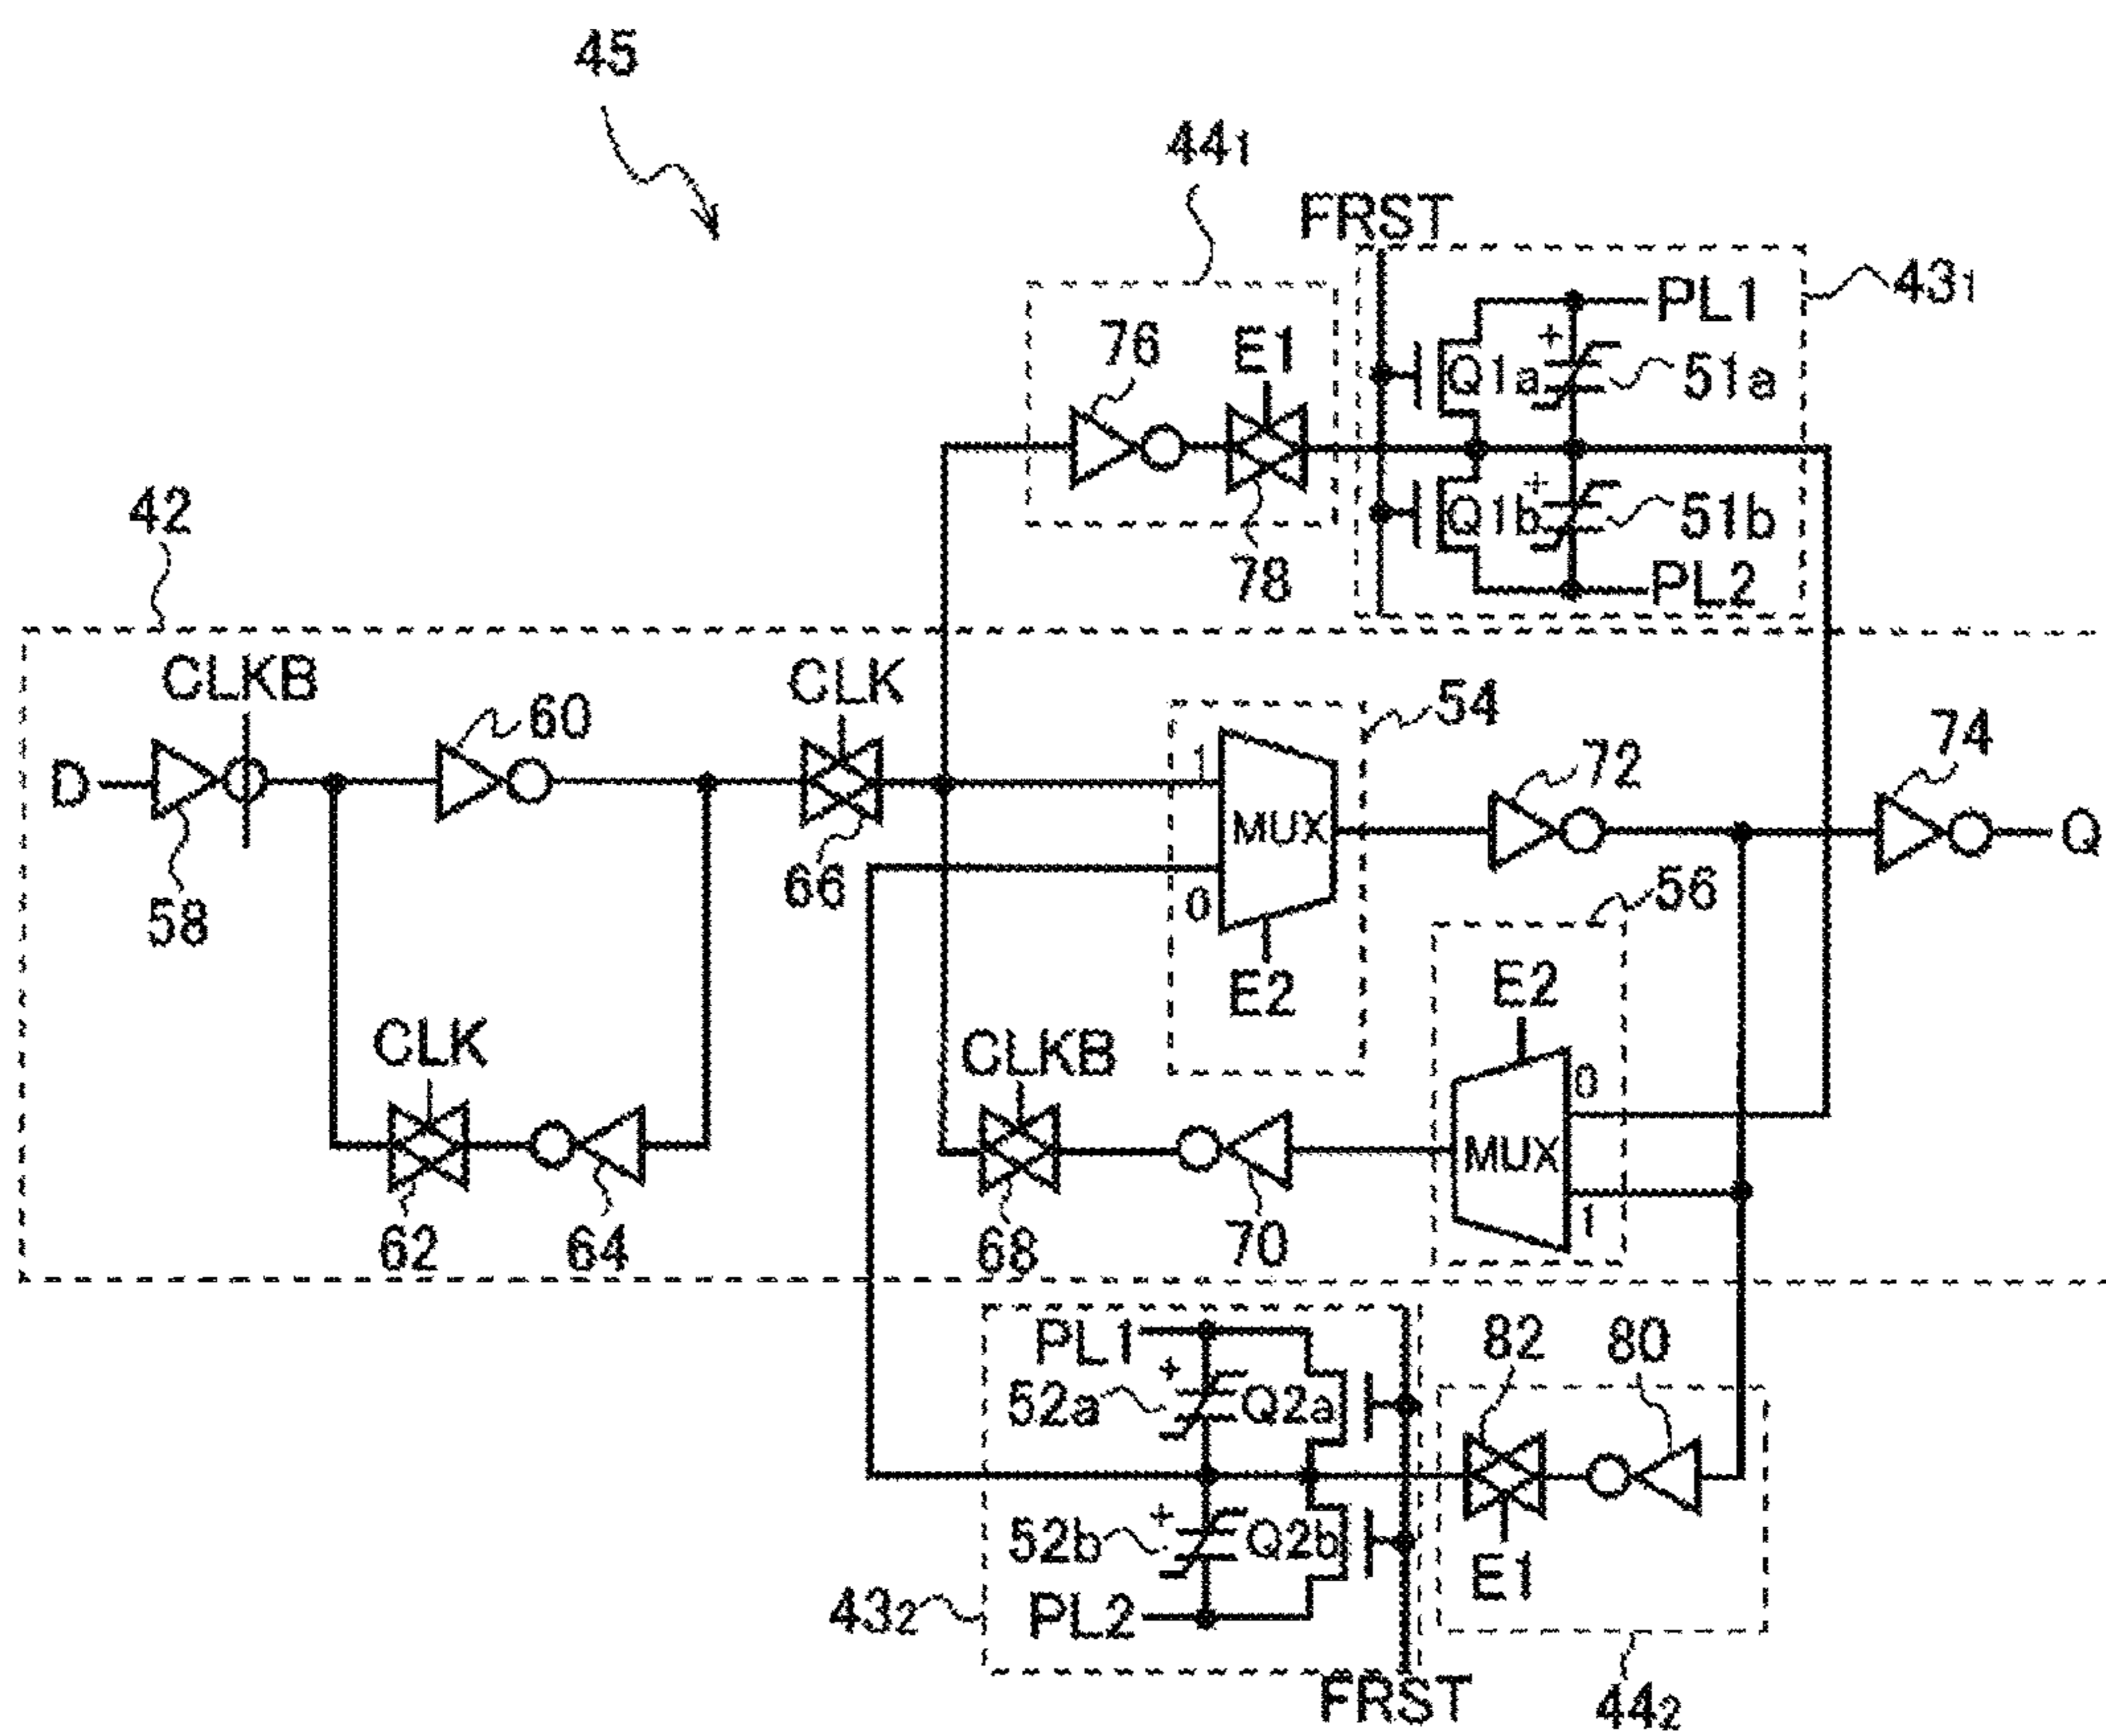 45
44₁
FRST
43₁
PL1
76
E1
+
Q1a
51a
42
+
Q1b
51b
78
PL2
CLKB
60
CLK
54
72
74
D
1
MUX
Q
58
66
0
56
E2
E2
CLK
CLKB
0
MUX
62
64
68
70
1
PL1
82
80
+
52a
Q2a
+
52b
Q2b
E1
43₂
PL2
FRST
44₂